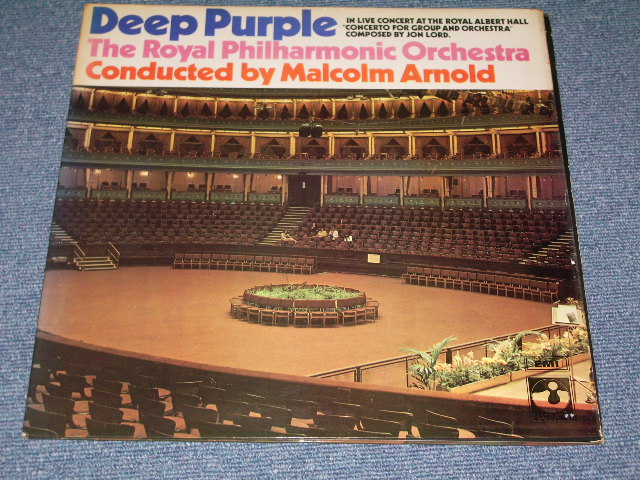 Deep Purple
IN LIVE CONCERT AT THE ROYAL ALBERT HALL
"CONCERTO FOR GROUP AND ORCHESTRA"
COMPOSED BY JON LORD.
The Royal Philharmonic Orchestra
Conducted by Malcolm Arnold
EMI